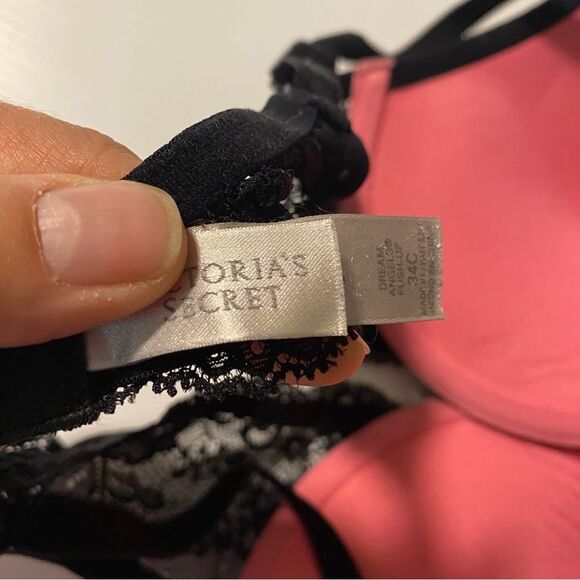 TORIA'S
SECRET
DREAM
ANGELS®
PUSH-UP
34C